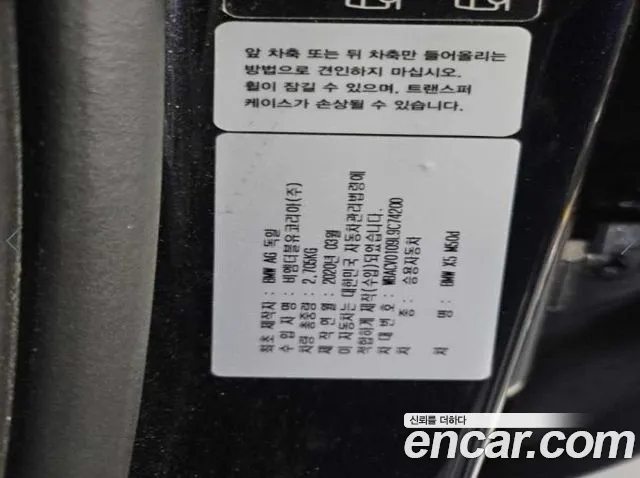 앞 차축 또는 뒤 차축만 들어올리는
방법으로 견인하지 마십시오.
휠이 잠길 수 있으며, 트랜스퍼
케이스가 손상될 수 있습니다.
최초 제작자 : BMW AG 독일
수 입 자 명 : 비엠더블유코리아(주)
차량 총중량 : 2,705KG
제 작 연 월 : 2020년 03월
이 자동차는 대한민국 자동차관리법령에
적합하게 제작(수입)되었습니다.
차 대 번 호 : WBACV0109L9C74200
차 종 : 승용자동차
차 명 : BMW X5 M50d
신뢰를 더하다
encar.com